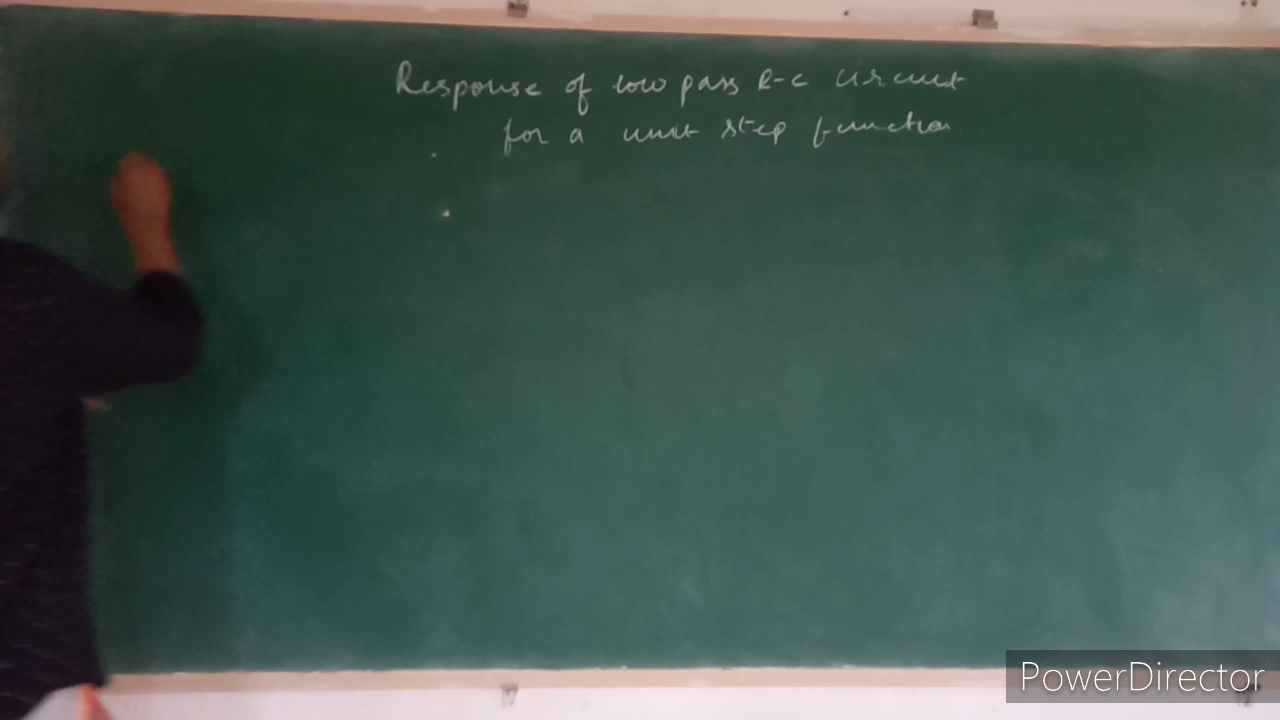 Response of low pass R-C circuit
for a unit step function
PowerDirector